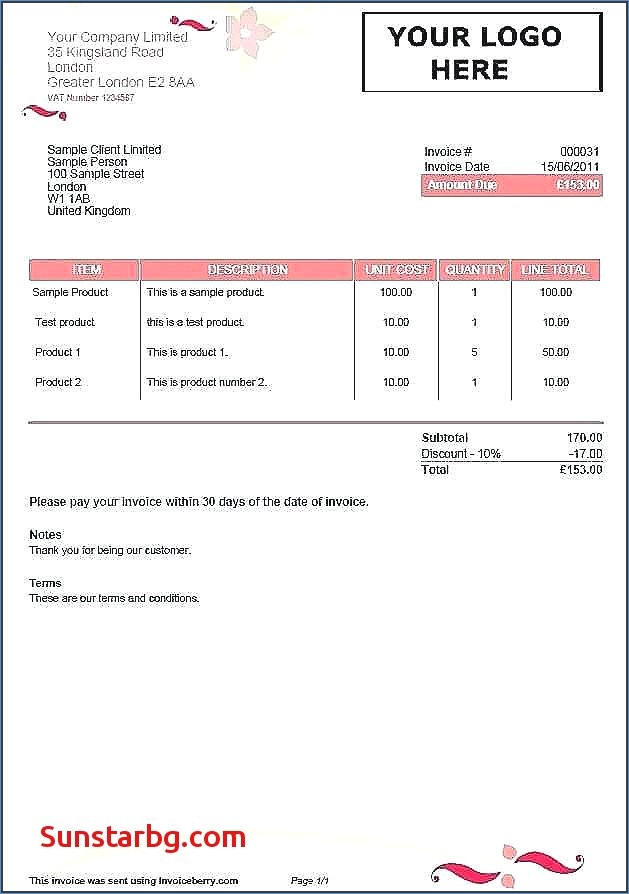 Your Company Limited
35 Kingsland Road
London
Greater London E2 8AA
VAT Number 1234567
YOUR LOGO
HERE
Sample Client Limited
Sample Person
100 Sample Street
London
W1 1AB
United Kingdom
Invoice # 000031
Invoice Date 15/06/2011
Amount Due £153.00
ITEM DESCRIPTION UNIT COST QUANTITY LINE TOTAL
Sample Product This is a sample product. 100.00 1 100.00
Test product this is a test product. 10.00 1 10.00
Product 1 This is product 1. 10.00 5 50.00
Product 2 This is product number 2. 10.00 1 10.00
Subtotal 170.00
Discount - 10% -17.00
Total £153.00
Please pay your invoice within 30 days of the date of invoice.
Notes
Thank you for being our customer.
Terms
These are our terms and conditions.
Sunstarbg.com
This invoice was sent using Invoiceberry.com Page 1/1